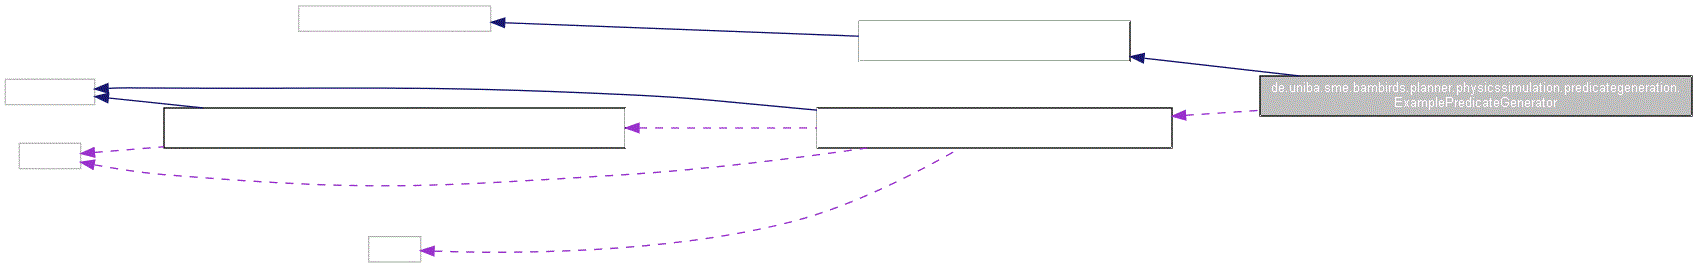 de.uniba.sme.bambirds.planner.physicssimulation.predicategeneration.
ExamplePredicateGenerator